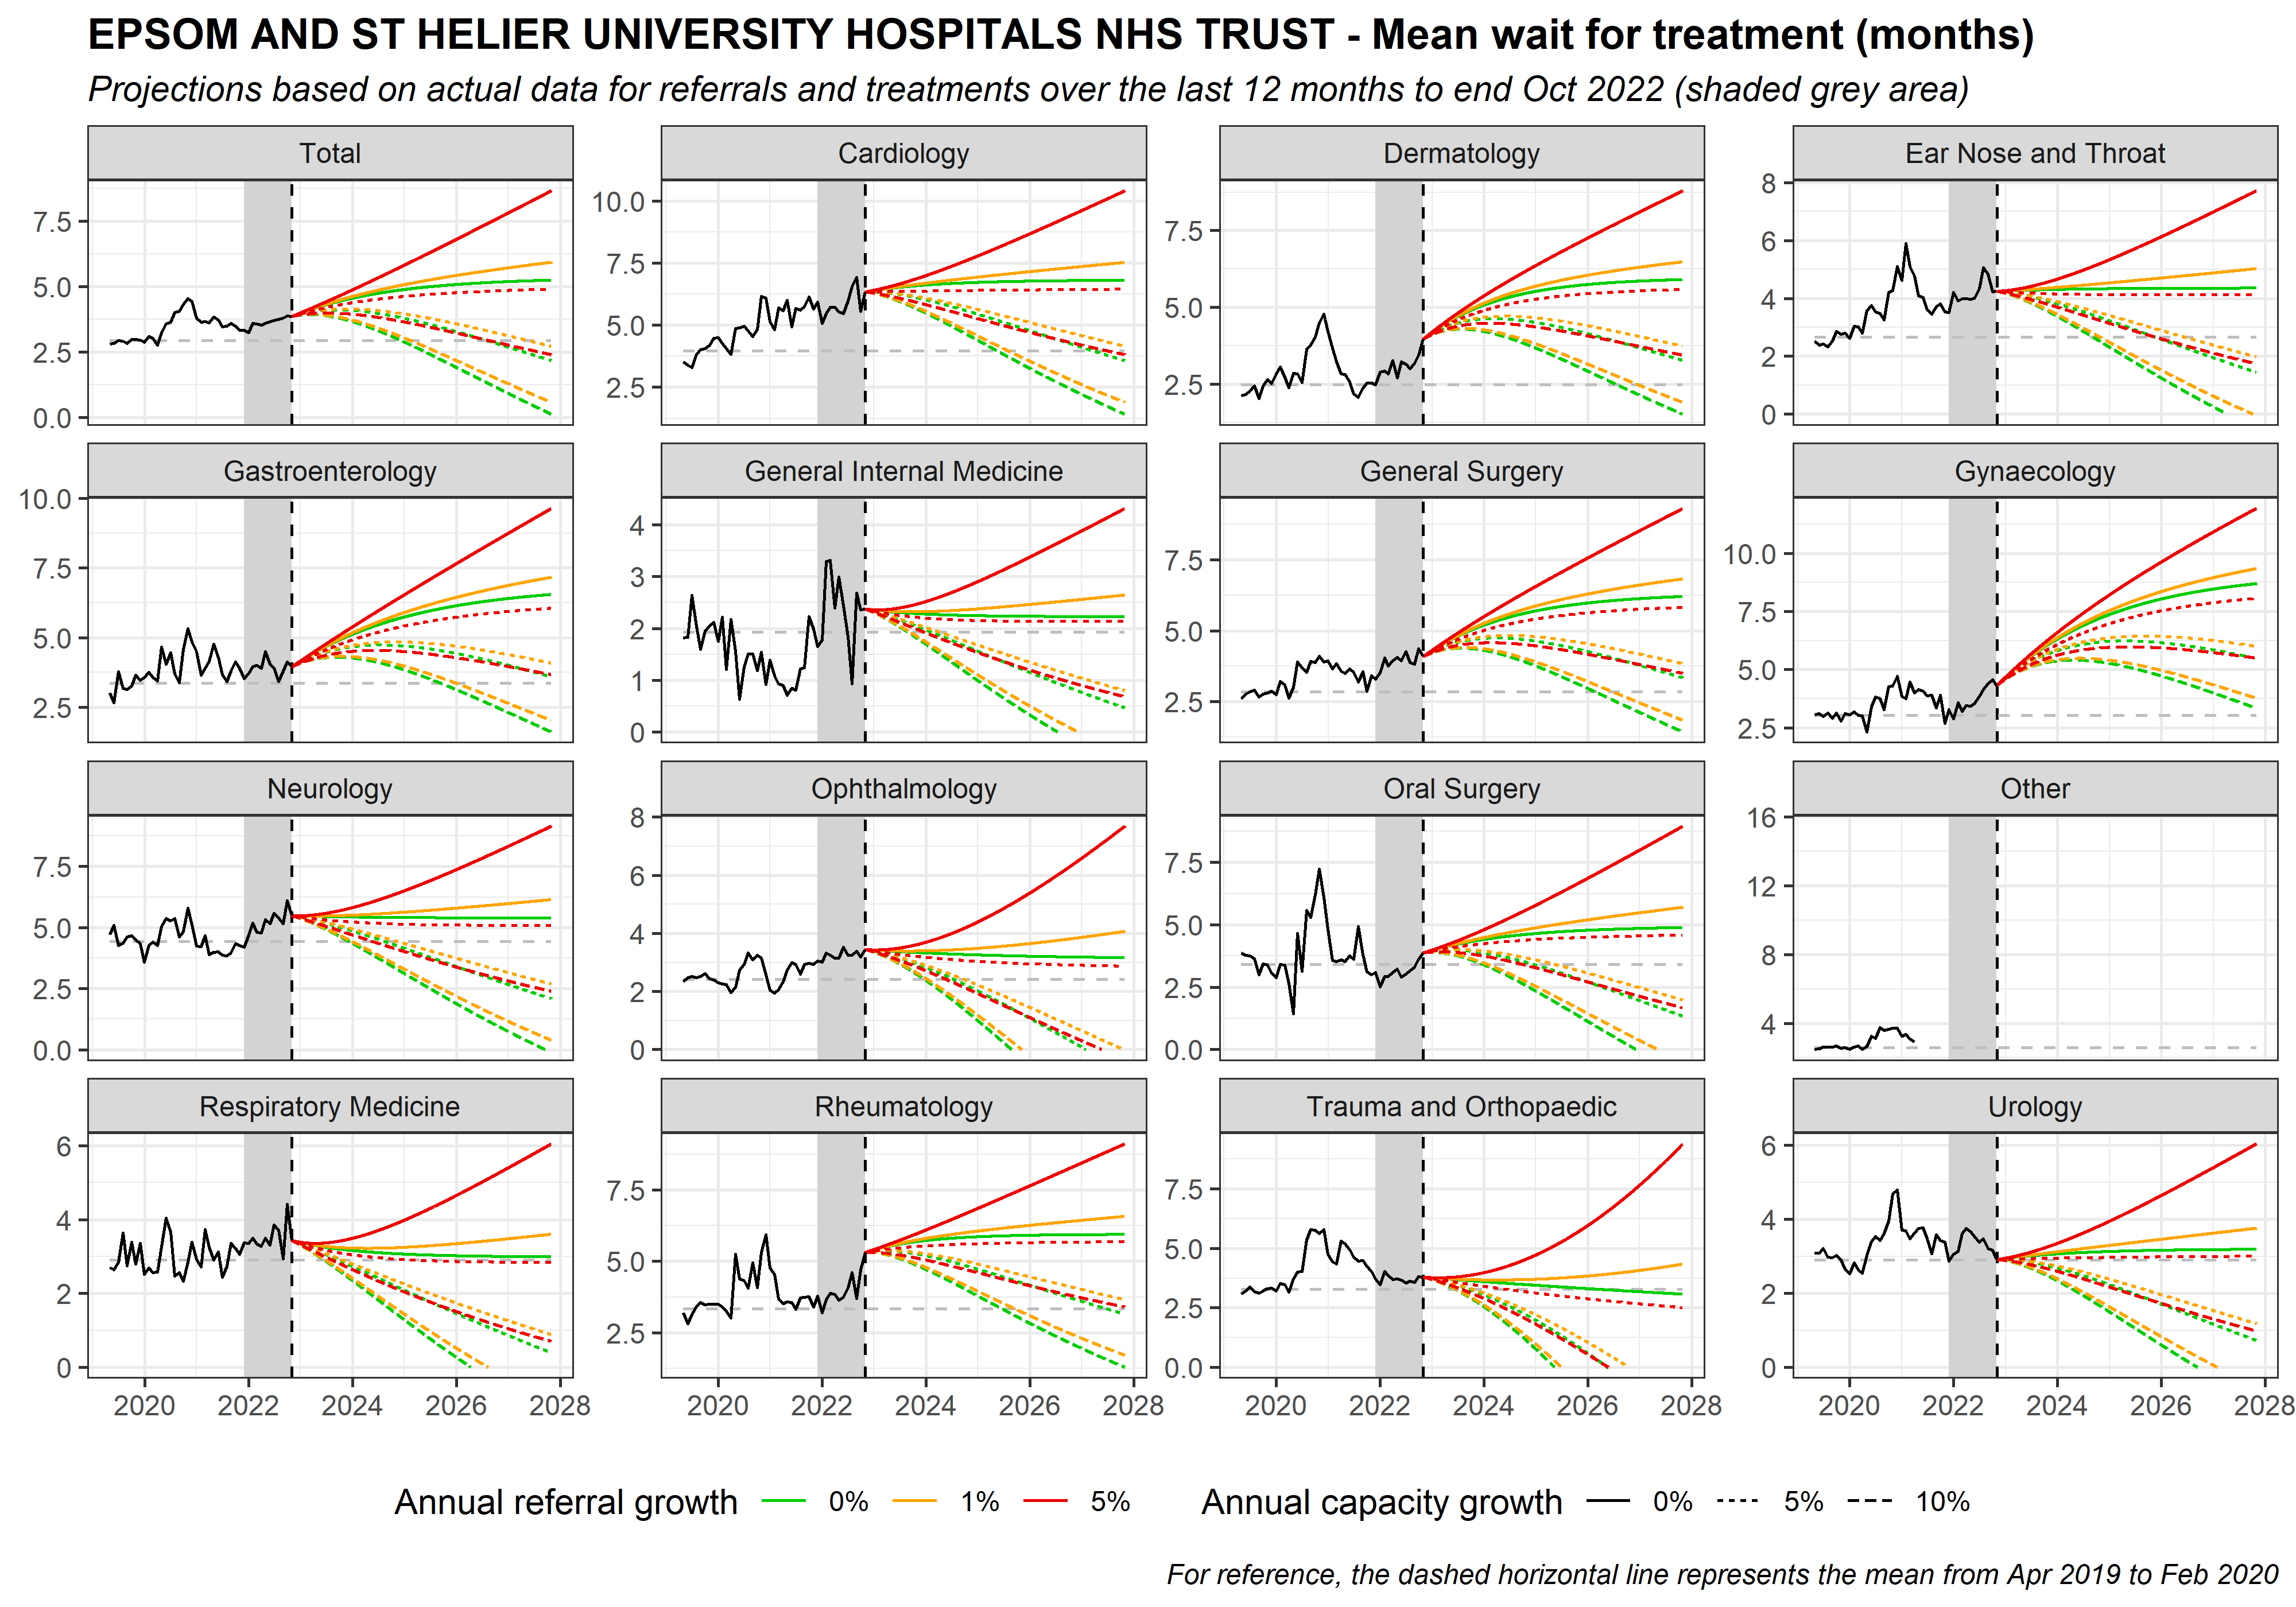 EPSOM AND ST HELIER UNIVERSITY HOSPITALS NHS TRUST - Mean wait for treatment (months)
Projections based on actual data for referrals and treatments over the last 12 months to end Oct 2022 (shaded grey area)
Total Cardiology Dermatology Ear Nose and Throat
7.5 5.0 2.5 0.0
10.0 7.5 5.0 2.5
7.5 5.0 2.5
8 6 4 2 0
Gastroenterology General Internal Medicine General Surgery Gynaecology
10.0 7.5 5.0 2.5
4 3 2 1 0
7.5 5.0 2.5
10.0 7.5 5.0 2.5
Neurology Ophthalmology Oral Surgery Other
7.5 5.0 2.5 0.0
8 6 4 2 0
7.5 5.0 2.5 0.0
16 12 8 4
Respiratory Medicine Rheumatology Trauma and Orthopaedic Urology
6 4 2 0
7.5 5.0 2.5
7.5 5.0 2.5 0.0
6 4 2 0
2020 2022 2024 2026 2028 2020 2022 2024 2026 2028 2020 2022 2024 2026 2028 2020 2022 2024 2026 2028
Annual referral growth 0% 1% 5% Annual capacity growth 0% 5% 10%
For reference, the dashed horizontal line represents the mean from Apr 2019 to Feb 2020